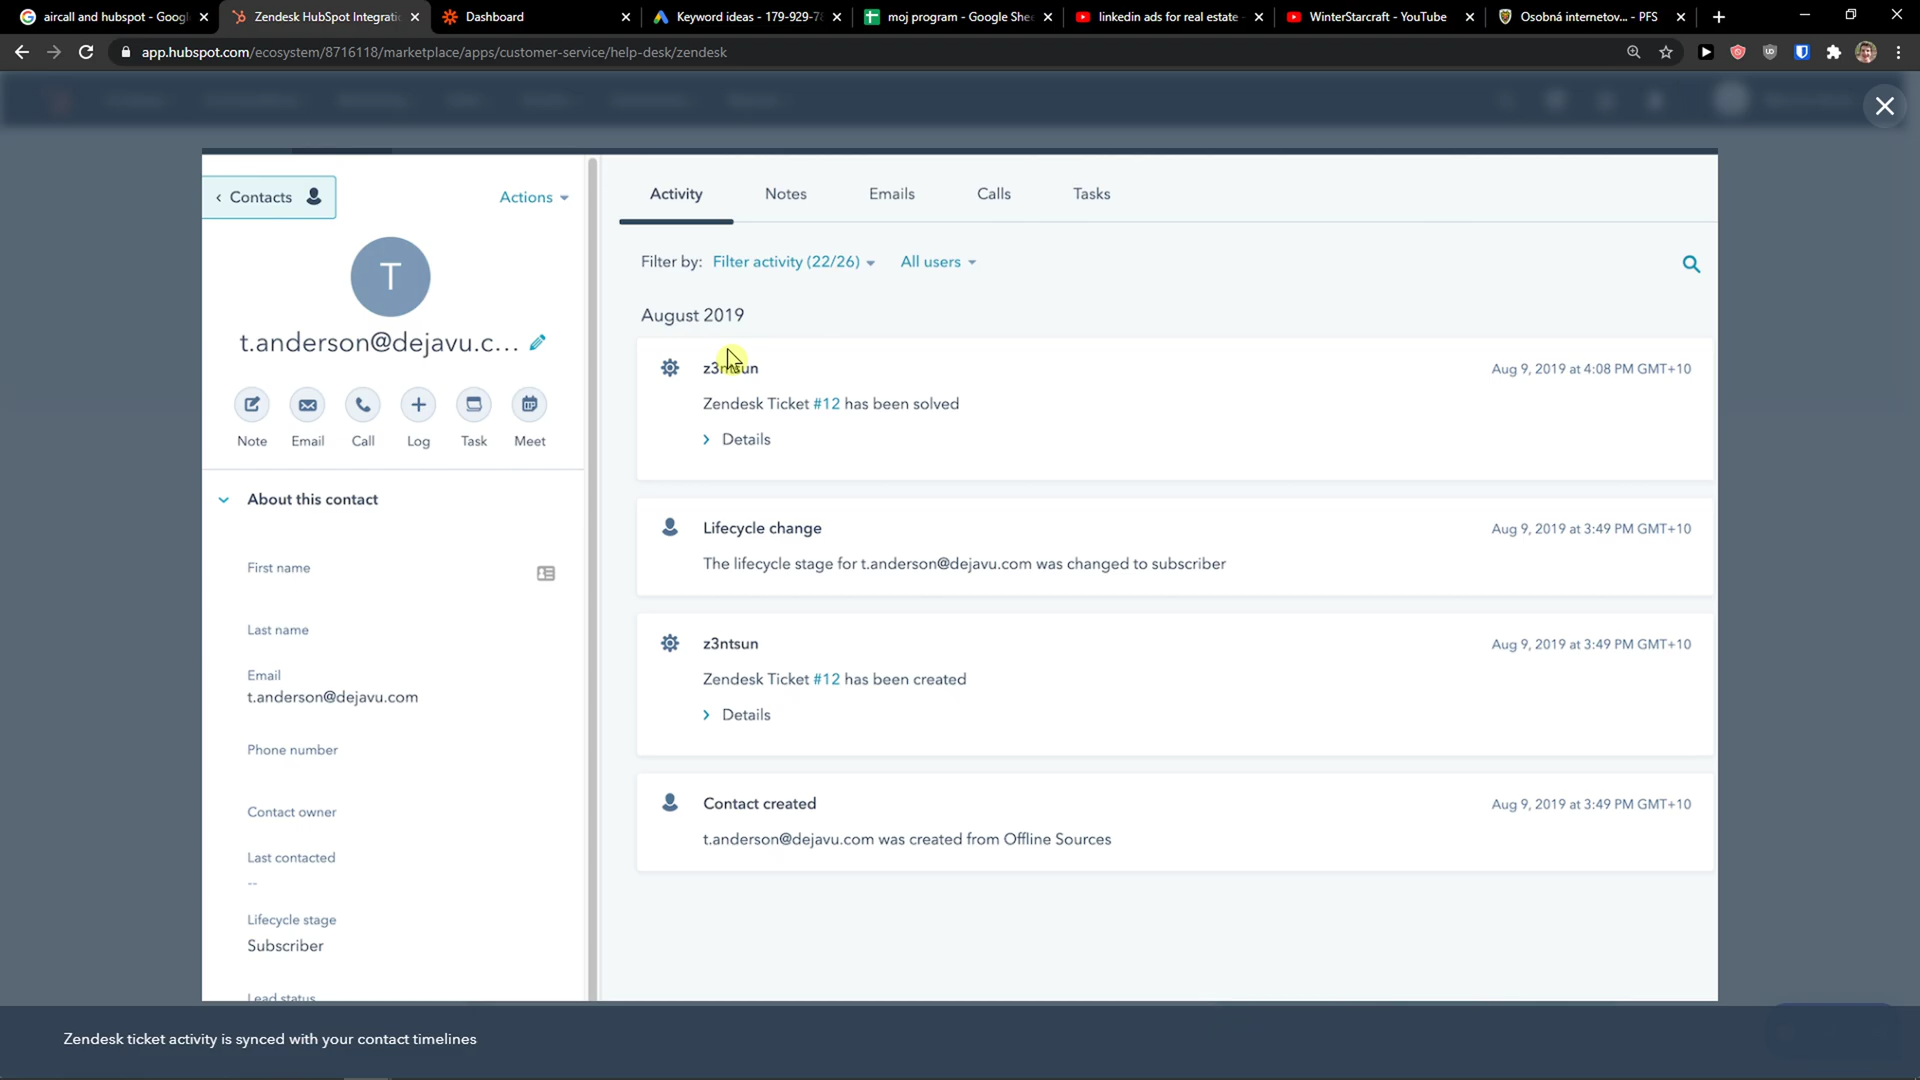 aircall and hubspot - Googl
Zendesk HubSpot Integratio
Dashboard
Keyword ideas - 179-929-78
moj program - Google She
linkedin ads for real estate -
WinterStarcraft - YouTube
Osobná internetov... - PFS
app.hubspot.com/ecosystem/8716118/marketplace/apps/customer-service/help-desk/zendesk
Contacts
Actions
T
t.anderson@dejavu.c...
Note
Email
Call
Log
Task
Meet
About this contact
First name
Last name
Email
t.anderson@dejavu.com
Phone number
Contact owner
Last contacted
--
Lifecycle stage
Subscriber
Lead status
Activity
Notes
Emails
Calls
Tasks
Filter by: Filter activity (22/26) All users
August 2019
z3ntsun
Aug 9, 2019 at 4:08 PM GMT+10
Zendesk Ticket #12 has been solved
Details
Lifecycle change
Aug 9, 2019 at 3:49 PM GMT+10
The lifecycle stage for t.anderson@dejavu.com was changed to subscriber
z3ntsun
Aug 9, 2019 at 3:49 PM GMT+10
Zendesk Ticket #12 has been created
Details
Contact created
Aug 9, 2019 at 3:49 PM GMT+10
t.anderson@dejavu.com was created from Offline Sources
Zendesk ticket activity is synced with your contact timelines